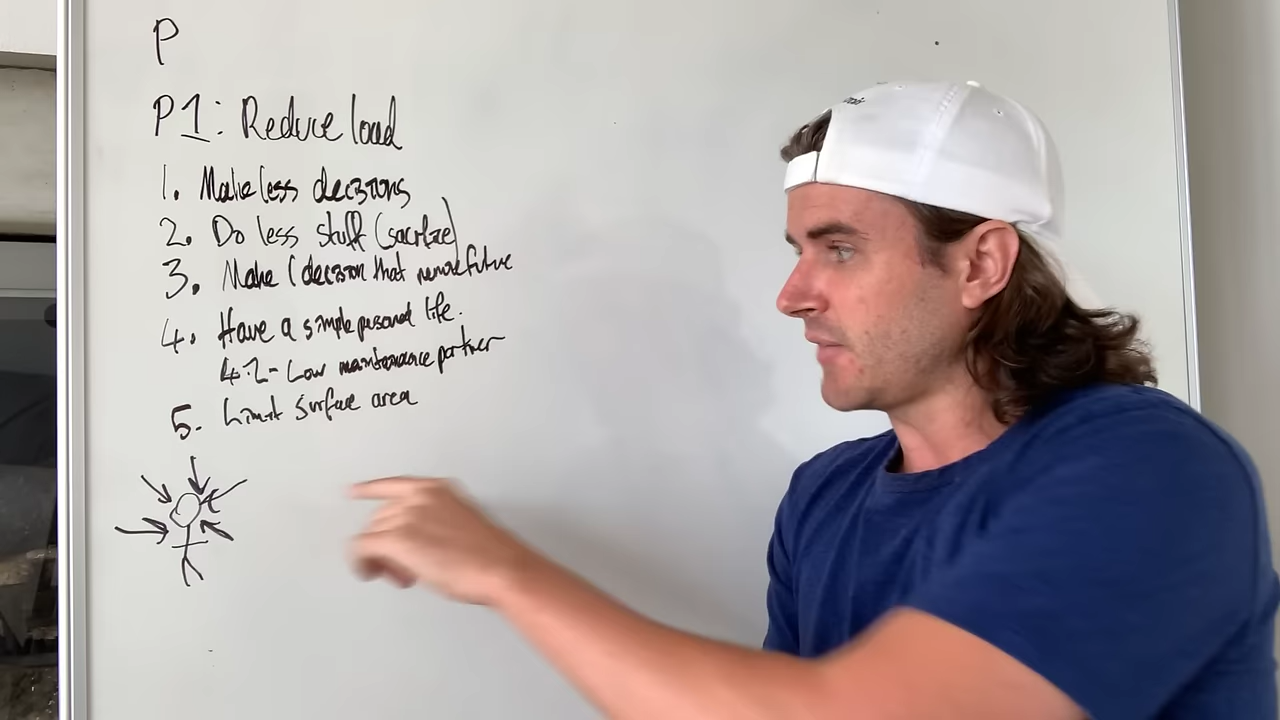 P
P1: Reduce load
1. Make less decisions
2. Do less stuff (sacrifice)
3. Make 1 decision that remove future
4. Have a simple personal life.
4.2 - Low maintenance partner
5. Limit surface area